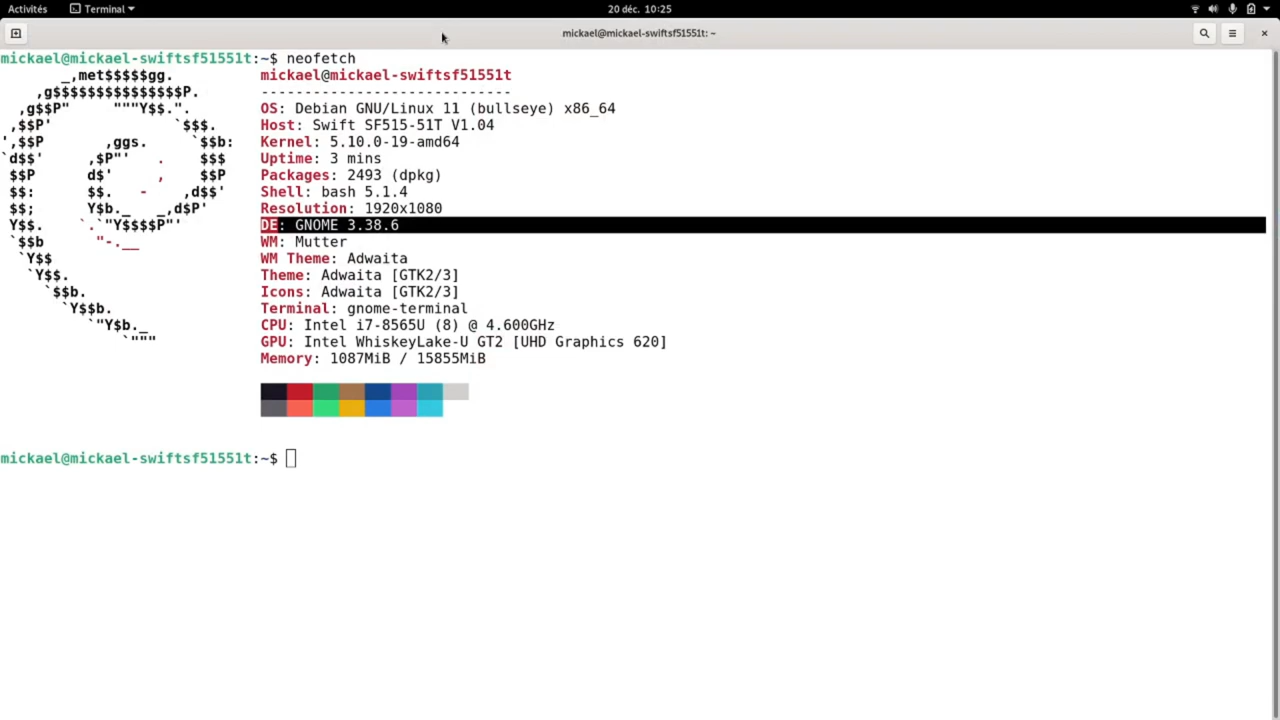 Activités Terminal 20 déc. 10:25
mickael@mickael-swiftsf51551t: ~
mickael@mickael-swiftsf51551t:~$ neofetch
_,met$$$$$gg. mickael@mickael-swiftsf51551t
,g$$$$$$$$$$$$$$$P. ---------------------------
,g$$P" """Y$$.". OS: Debian GNU/Linux 11 (bullseye) x86_64
,$$P' `$$$. Host: Swift SF515-51T V1.04
',$$P ,ggs. `$$b: Kernel: 5.10.0-19-amd64
`d$$' ,$P"' . $$$ Uptime: 3 mins
$$P d$' , $$P Packages: 2493 (dpkg)
$$: $$. - ,d$$' Shell: bash 5.1.4
$$; Y$b._ _,d$P' Resolution: 1920x1080
Y$$. `.`"Y$$$$P"' DE: GNOME 3.38.6
`$$b "-.__ WM: Mutter
`Y$$ WM Theme: Adwaita
`Y$$. Theme: Adwaita [GTK2/3]
`$$b. Icons: Adwaita [GTK2/3]
`Y$$b. Terminal: gnome-terminal
`"Y$b._ CPU: Intel i7-8565U (8) @ 4.600GHz
`""" GPU: Intel WhiskeyLake-U GT2 [UHD Graphics 620]
Memory: 1087MiB / 15855MiB
mickael@mickael-swiftsf51551t:~$